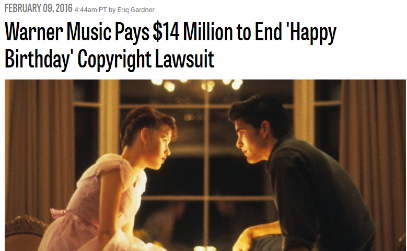 FEBRUARY 09, 2016 4:44am PT by Eriq Gardner
Warner Music Pays $14 Million to End 'Happy
Birthday' Copyright Lawsuit